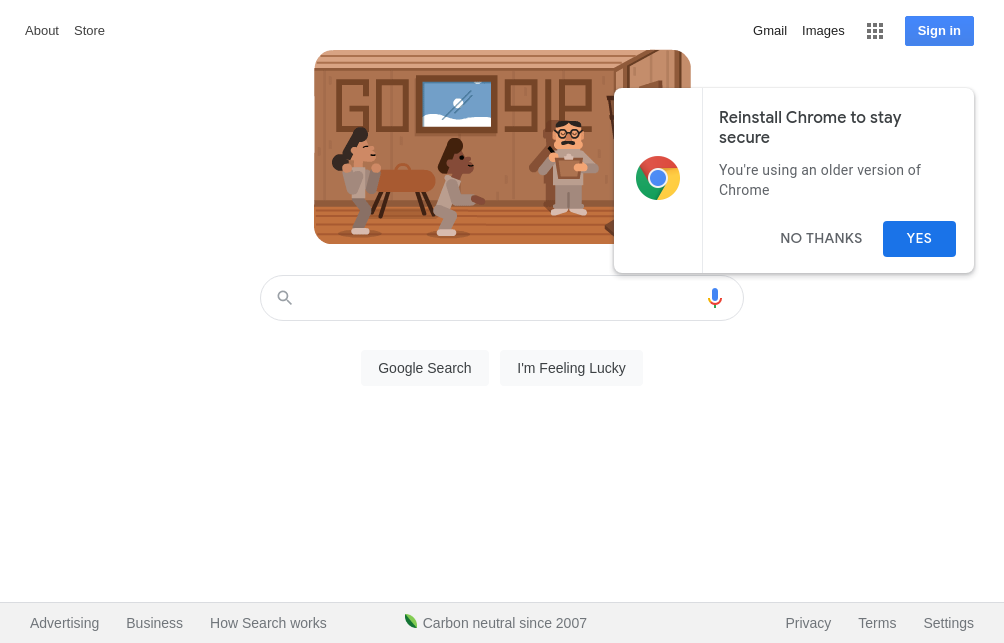 About
Store
Gmail
Images
Sign in
Reinstall Chrome to stay
secure
You're using an older version of
Chrome
NO THANKS
YES
Google Search
I'm Feeling Lucky
Advertising
Business
How Search works
Carbon neutral since 2007
Privacy
Terms
Settings